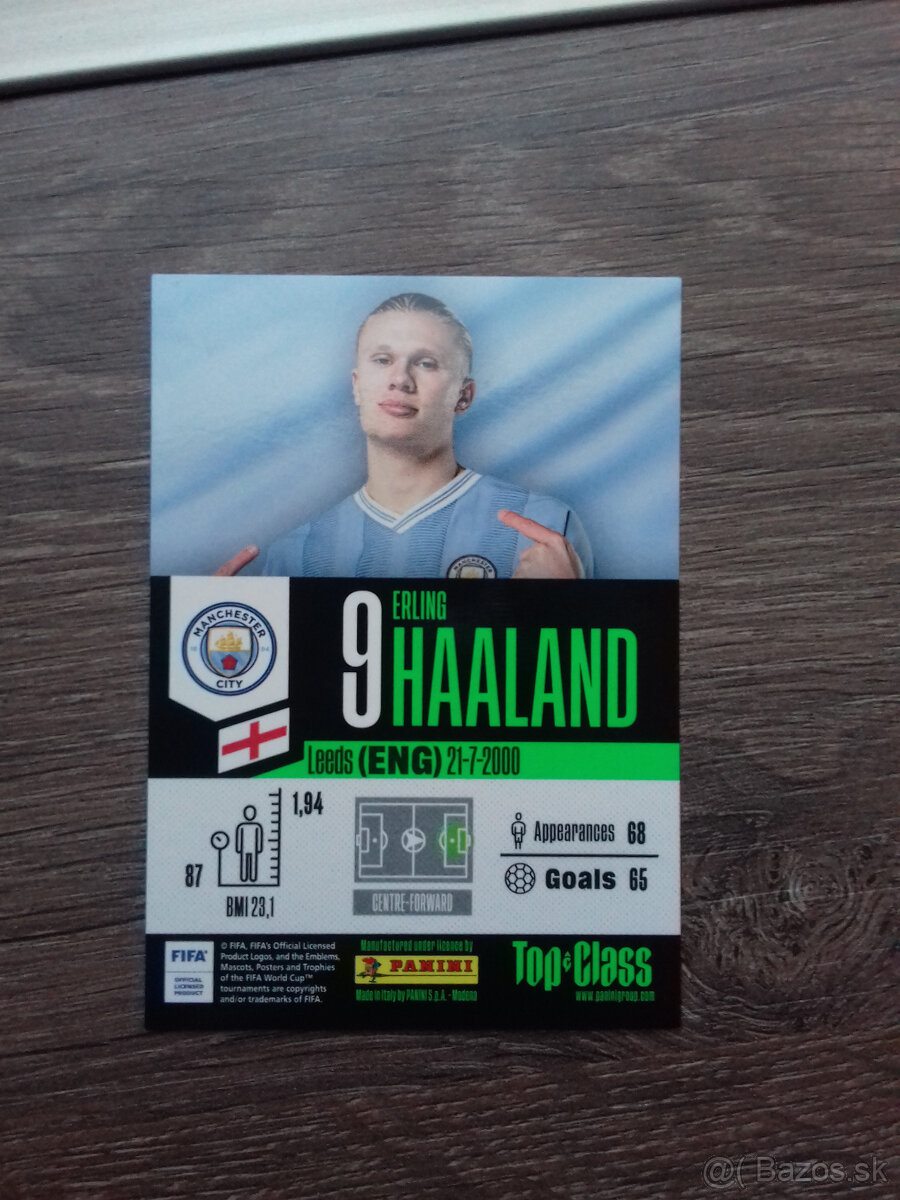 MANCHESTER
MANCHESTER
CITY
9
ERLING
HAALAND
Leeds (ENG) 21-7-2000
1,94
87
BMI 23,1
CENTRE-FORWARD
Appearances 68
Goals 65
FIFA®
OFFICIAL
LICENSED
PRODUCT
© FIFA, FIFA's Official Licensed
Product Logos, and the Emblems,
Mascots, Posters and Trophies
of the FIFA World Cup™
tournaments are copyrights
and/or trademarks of FIFA.
Manufactured under licence by
PANINI
Made in Italy by PANINI S.p.A. - Modena
Top Class
www.paninigroup.com
@( Bazos.sk